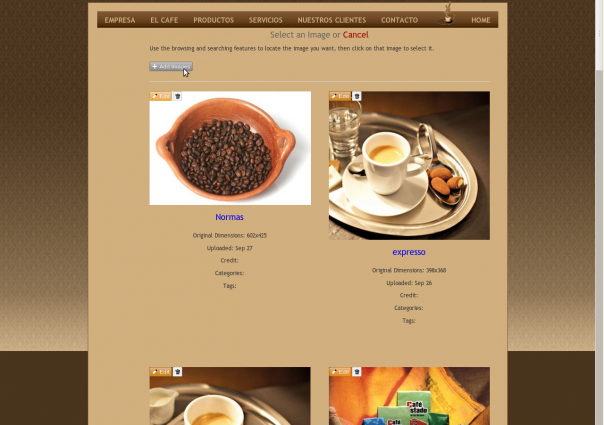 EMPRESA EL CAFE PRODUCTOS SERVICIOS NUESTROS CLIENTES CONTACTO HOME
Select an Image or Cancel
Use the browsing and searching features to locate the image you want, then click on that image to select it.
Add Image
Edit
Edit
Normas
Original Dimensions: 602x425
Uploaded: Sep 27
Credit:
Categories:
Tags:
expresso
Original Dimensions: 398x368
Uploaded: Sep 26
Credit:
Categories:
Tags:
Edit
Edit
Café